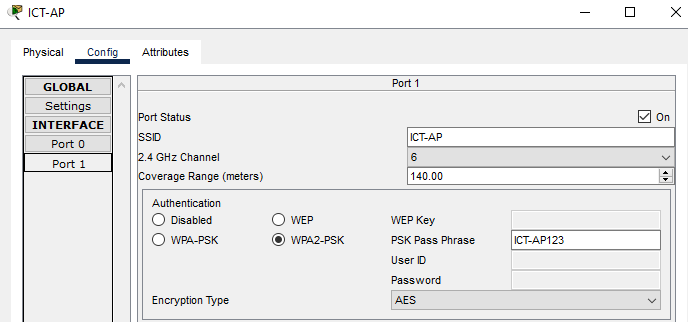 ICT-AP
Physical Config Attributes
GLOBAL
Settings
INTERFACE
Port 0
Port 1
Port 1
Port Status On
SSID ICT-AP
2.4 GHz Channel 6
Coverage Range (meters) 140.00
Authentication
Disabled WEP WEP Key
WPA-PSK WPA2-PSK PSK Pass Phrase ICT-AP123
User ID
Password
Encryption Type AES